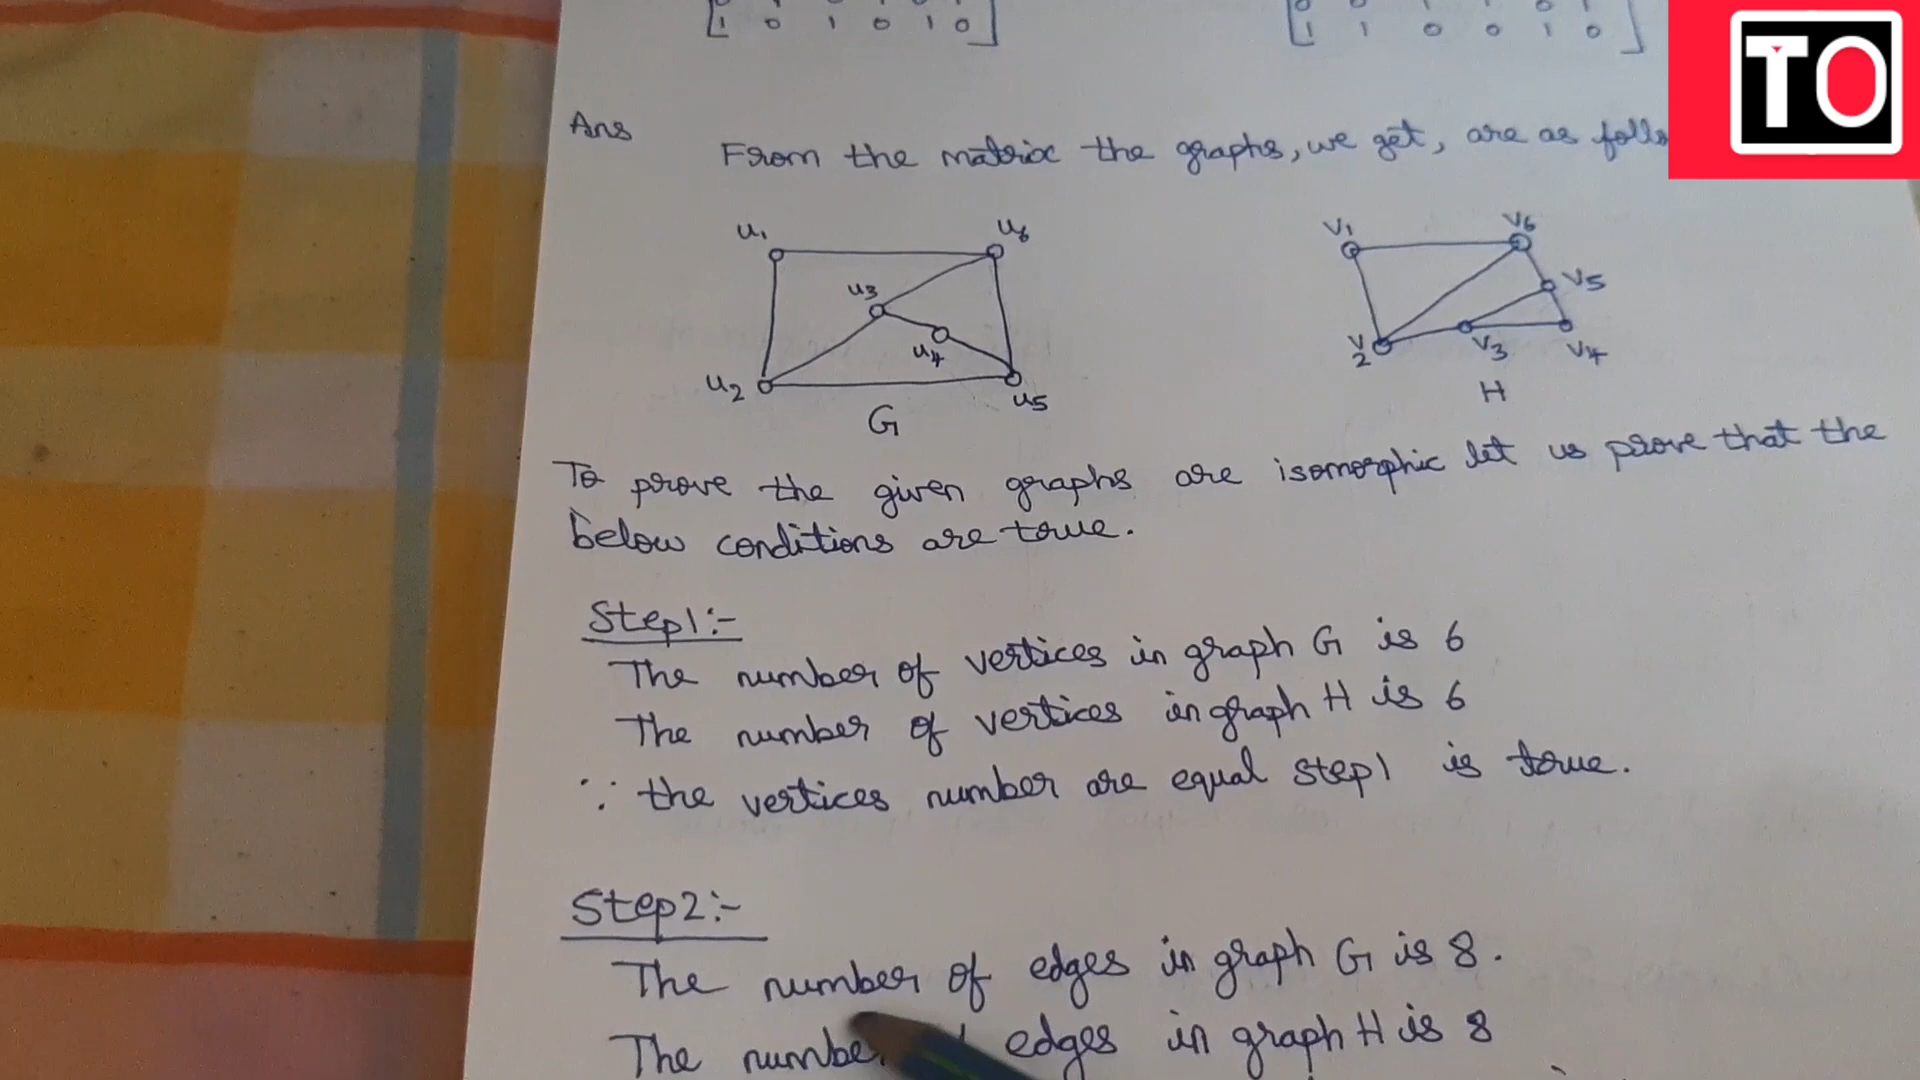 1 0 1 0 1 0
1 1 0 0 1 0
TO
Ans
From the matrix the graphs, we get, are as follo
u1 u6
u3
u4
u2 u5
G
V1 V6
V5
V2 V3 V4
H
To prove the given graphs are isomorphic let us prove that the
below conditions are true.
Step1:-
The number of vertices in graph G is 6
The number of vertices in graph H is 6
∵ the vertices number are equal step1 is true.
Step2:-
The number of edges in graph G is 8.
The numbe edges in graph H is 8